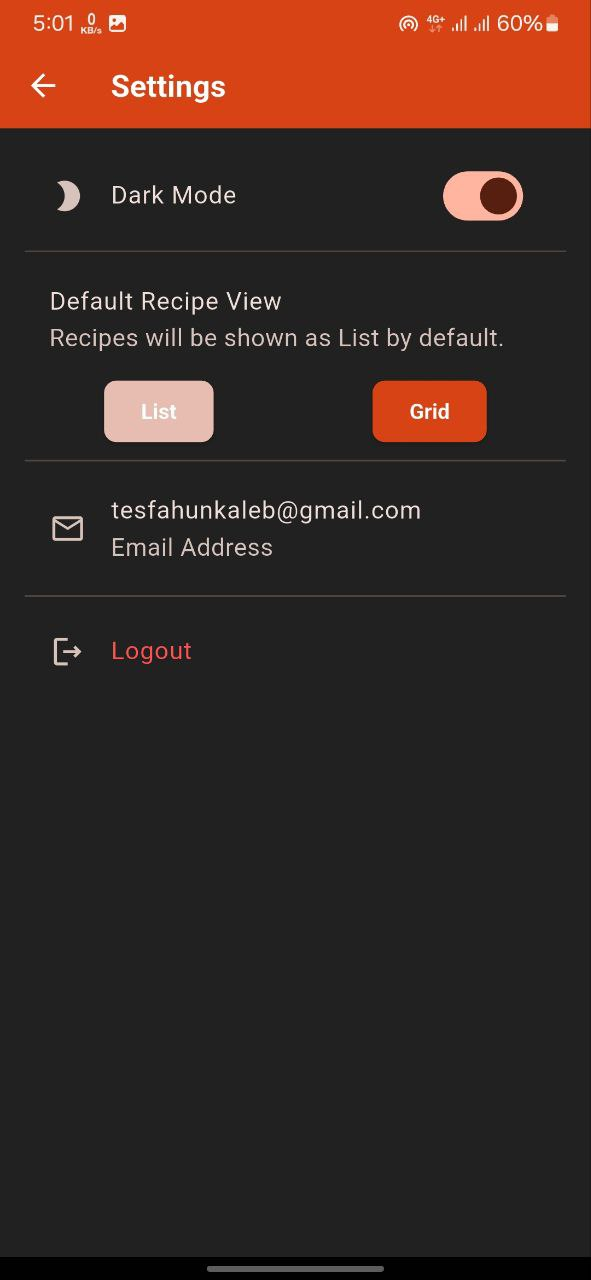 5:01 0 KB/s 4G+ 60%
Settings
Dark Mode
Default Recipe View
Recipes will be shown as List by default.
List Grid
tesfahunkaleb@gmail.com
Email Address
Logout